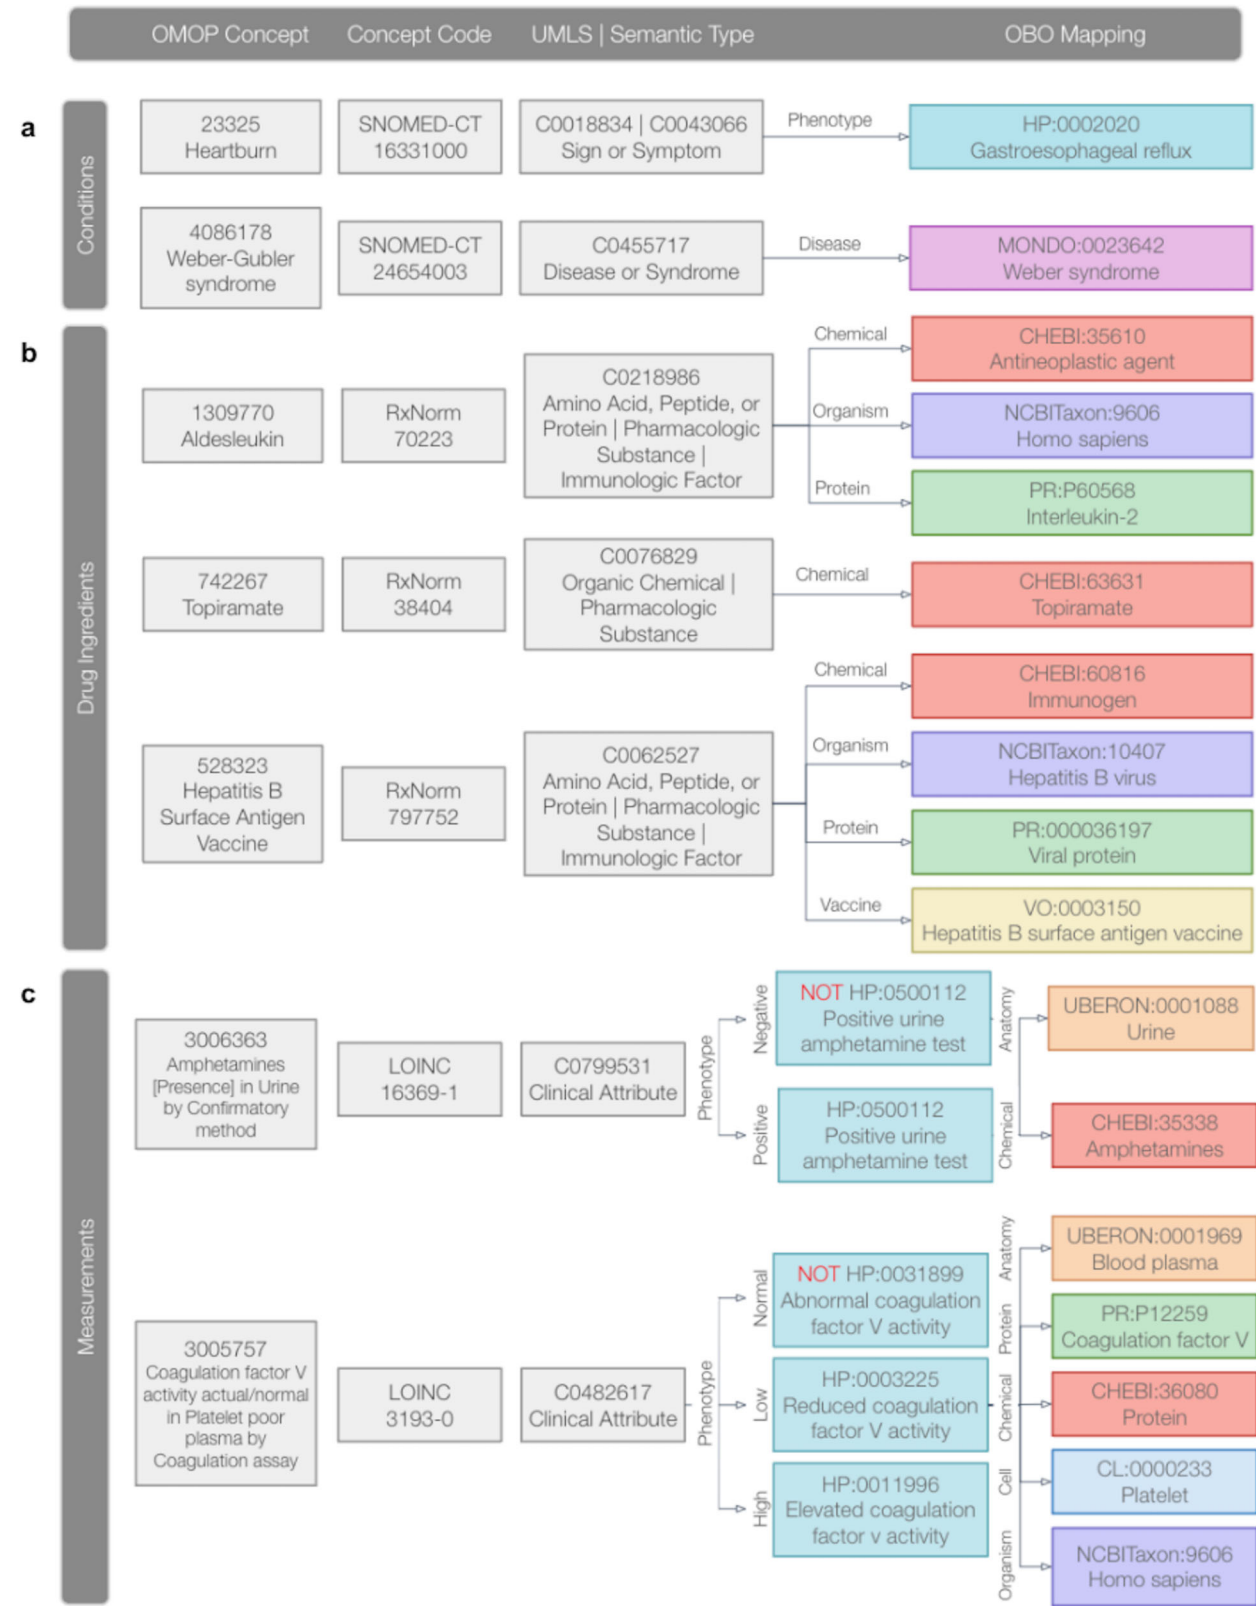 OMOP Concept
Concept Code
UMLS | Semantic Type
OBO Mapping
a
Conditions
23325
Heartburn
SNOMED-CT
16331000
C0018834 | C0043066
Sign or Symptom
Phenotype
HP:0002020
Gastroesophageal reflux
4086178
Weber-Gubler
syndrome
SNOMED-CT
24654003
C0455717
Disease or Syndrome
Disease
MONDO:0023642
Weber syndrome
b
Drug Ingredients
1309770
Aldesleukin
RxNorm
70223
C0218986
Amino Acid, Peptide, or
Protein | Pharmacologic
Substance |
Immunologic Factor
Chemical
CHEBI:35610
Antineoplastic agent
Organism
NCBITaxon:9606
Homo sapiens
Protein
PR:P60568
Interleukin-2
742267
Topiramate
RxNorm
38404
C0076829
Organic Chemical |
Pharmacologic
Substance
Chemical
CHEBI:63631
Topiramate
528323
Hepatitis B
Surface Antigen
Vaccine
RxNorm
797752
C0062527
Amino Acid, Peptide, or
Protein | Pharmacologic
Substance |
Immunologic Factor
Chemical
CHEBI:60816
Immunogen
Organism
NCBITaxon:10407
Hepatitis B virus
Protein
PR:000036197
Viral protein
Vaccine
VO:0003150
Hepatitis B surface antigen vaccine
c
Measurements
3006363
Amphetamines
[Presence] in Urine
by Confirmatory
method
LOINC
16369-1
C0799531
Clinical Attribute
Phenotype
Negative
NOT HP:0500112
Positive urine
amphetamine test
Positive
HP:0500112
Positive urine
amphetamine test
Anatomy
UBERON:0001088
Urine
Chemical
CHEBI:35338
Amphetamines
3005757
Coagulation factor V
activity actual/normal
in Platelet poor
plasma by
Coagulation assay
LOINC
3193-0
C0482617
Clinical Attribute
Phenotype
Normal
NOT HP:0031899
Abnormal coagulation
factor V activity
Low
HP:0003225
Reduced coagulation
factor V activity
High
HP:0011996
Elevated coagulation
factor v activity
Anatomy
UBERON:0001969
Blood plasma
Protein
PR:P12259
Coagulation factor V
Chemical
CHEBI:36080
Protein
Cell
CL:0000233
Platelet
Organism
NCBITaxon:9606
Homo sapiens